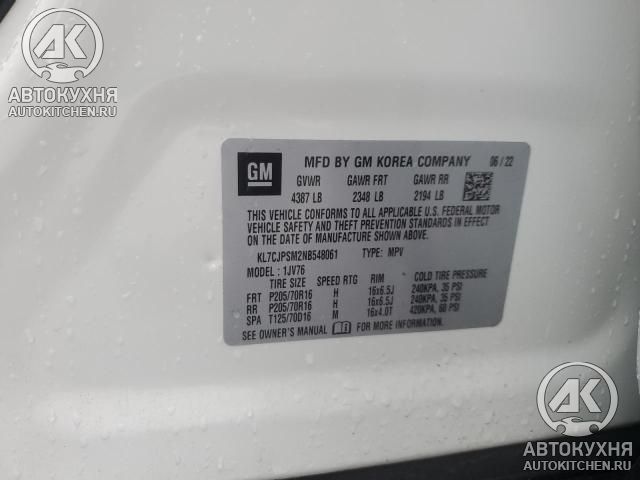 AK
АВТОКУХНЯ
AUTOKITCHEN.RU
GM
MFD BY GM KOREA COMPANY 06 / 22
GVWR GAWR FRT GAWR RR
4387 LB 2348 LB 2194 LB
THIS VEHICLE CONFORMS TO ALL APPLICABLE U.S. FEDERAL MOTOR
VEHICLE SAFETY AND THEFT PREVENTION STANDARDS IN EFFECT
ON THE DATE OF MANUFACTURE SHOWN ABOVE
KL7CJPSM2NB548061 TYPE: MPV
MODEL: 1JV76
TIRE SIZE SPEED RTG RIM COLD TIRE PRESSURE
FRT P205/70R16 H 16x6.5J 240KPA, 35 PSI
RR P205/70R16 H 16x6.5J 240KPA, 35 PSI
SPA T125/70D16 M 16x4.0T 420KPA, 60 PSI
SEE OWNER'S MANUAL FOR MORE INFORMATION.
AK
АВТОКУХНЯ
AUTOKITCHEN.RU